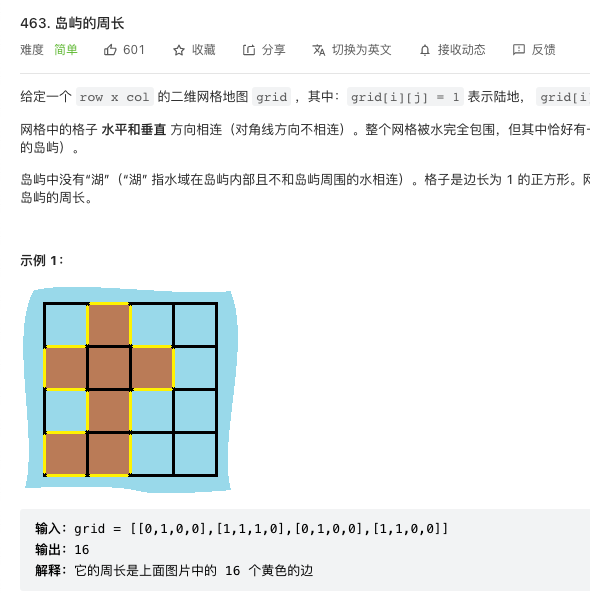 463. 岛屿的周长
难度 简单 601 收藏 分享 切换为英文 接收动态 反馈
给定一个 row x col 的二维网格地图 grid ，其中：grid[i][j] = 1 表示陆地， grid[i
网格中的格子 水平和垂直 方向相连（对角线方向不相连）。整个网格被水完全包围，但其中恰好有一
的岛屿）。
岛屿中没有“湖”（“湖” 指水域在岛屿内部且不和岛屿周围的水相连）。格子是边长为 1 的正方形。
岛屿的周长。
示例 1：
输入：grid = [[0,1,0,0],[1,1,1,0],[0,1,0,0],[1,1,0,0]]
输出：16
解释：它的周长是上面图片中的 16 个黄色的边